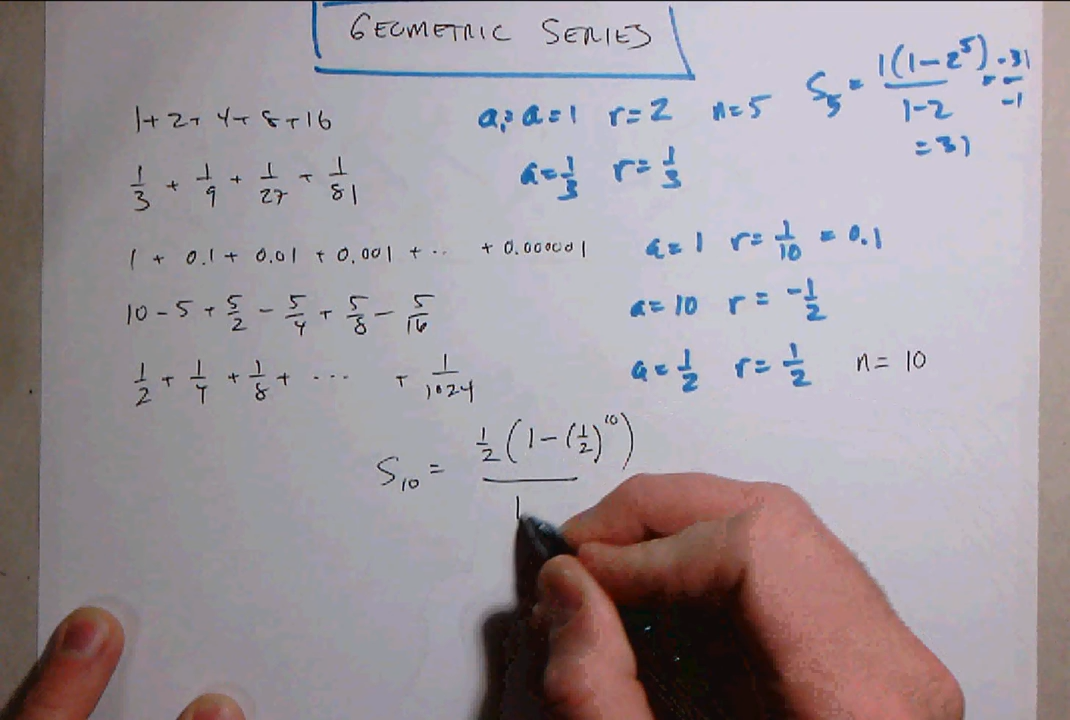 GEOMETRIC SERIES
1+2+4+8+16 a₁=a=1 r=2 n=5 S₅ = 1(1-2⁵)/1-2 = -31/-1
=31
1/3 + 1/9 + 1/27 + 1/81 a=1/3 r=1/3
1 + 0.1 + 0.01 + 0.001 + ... + 0.000001 a=1 r=1/10 = 0.1
10 - 5 + 5/2 - 5/4 + 5/8 - 5/16 a=10 r=-1/2
1/2 + 1/4 + 1/8 + ... + 1/1024 a=1/2 r=1/2 n=10
S₁₀ = 1/2(1-(1/2)¹⁰)/1